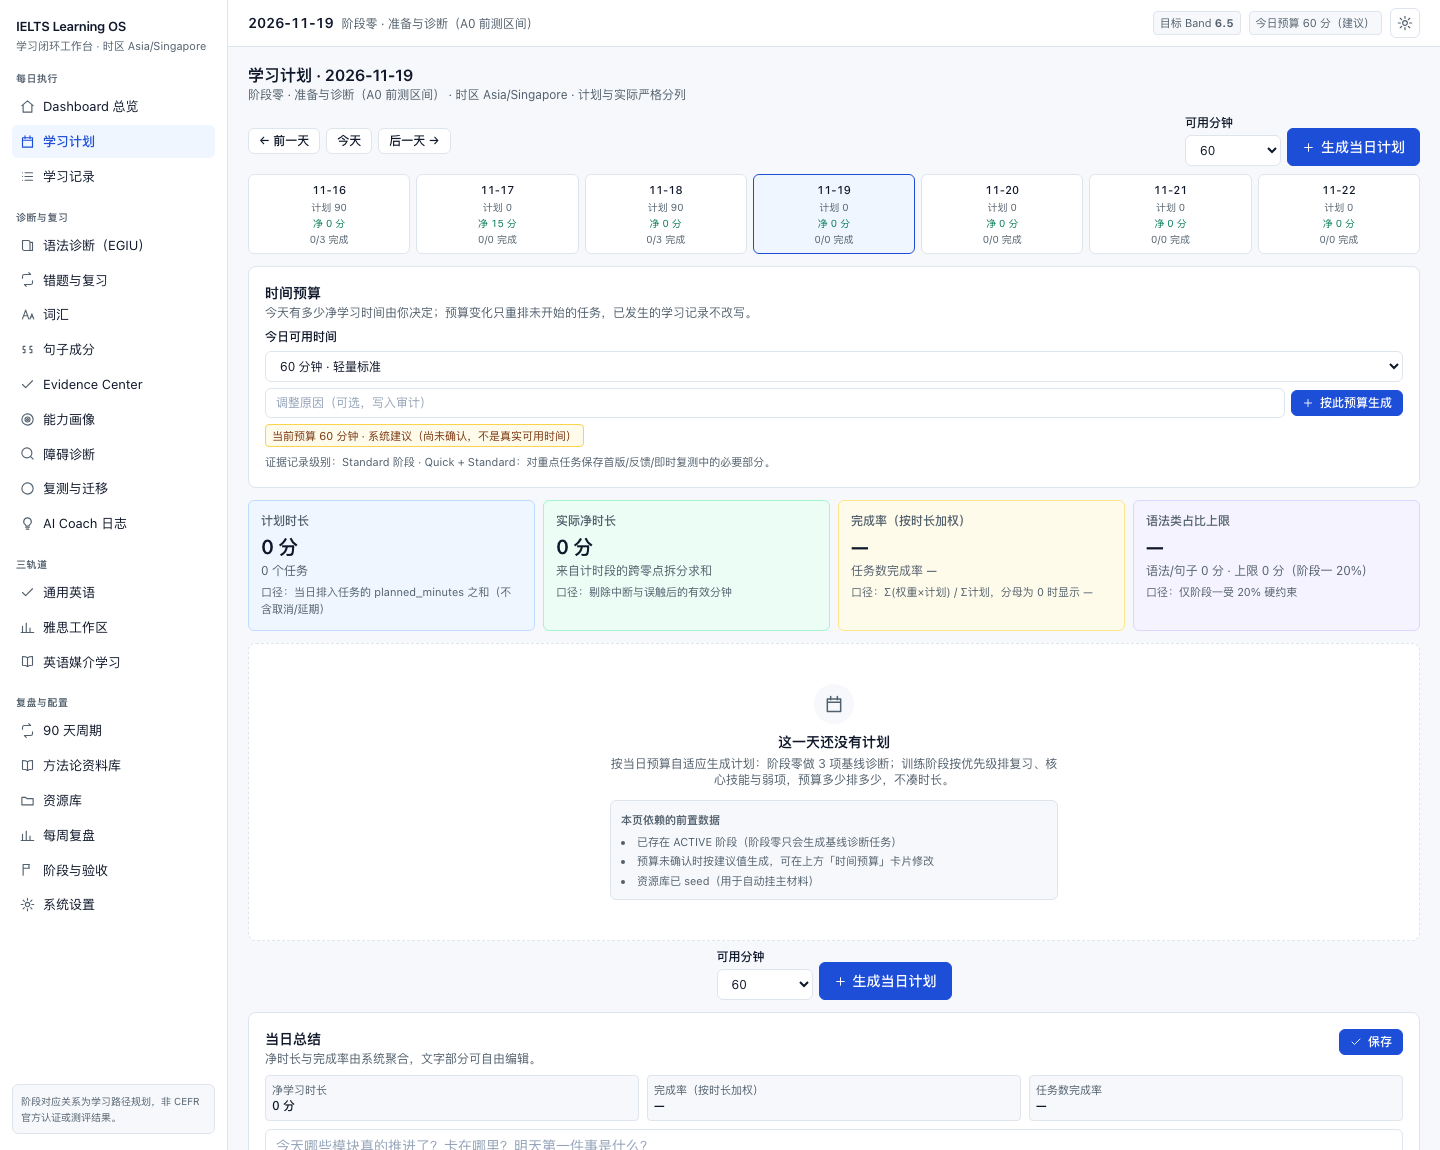 IELTS Learning OS
学习闭环工作台 · 时区 Asia/Singapore
每日执行
Dashboard 总览
学习计划
学习记录
诊断与复习
语法诊断（EGIU）
错题与复习
词汇
句子成分
Evidence Center
能力画像
障碍诊断
复测与迁移
AI Coach 日志
三轨道
通用英语
雅思工作区
英语媒介学习
复盘与配置
90 天周期
方法论资料库
资源库
每周复盘
阶段与验收
系统设置
阶段对应关系为学习路径规划，非 CEFR
官方认证或测评结果。
2026-11-19 阶段零 · 准备与诊断（A0 前测区间）
目标 Band 6.5
今日预算 60 分（建议）
学习计划 · 2026-11-19
阶段零 · 准备与诊断（A0 前测区间） · 时区 Asia/Singapore · 计划与实际严格分列
← 前一天
今天
后一天 →
可用分钟
60
＋ 生成当日计划
11-16
计划 90
净 0 分
0/3 完成
11-17
计划 0
净 15 分
0/0 完成
11-18
计划 90
净 0 分
0/3 完成
11-19
计划 0
净 0 分
0/0 完成
11-20
计划 0
净 0 分
0/0 完成
11-21
计划 0
净 0 分
0/0 完成
11-22
计划 0
净 0 分
0/0 完成
时间预算
今天有多少净学习时间由你决定；预算变化只重排未开始的任务，已发生的学习记录不改写。
今日可用时间
60 分钟 · 轻量标准
调整原因（可选，写入审计）
＋ 按此预算生成
当前预算 60 分钟 · 系统建议（尚未确认，不是真实可用时间）
证据记录级别：Standard 阶段 · Quick + Standard：对重点任务保存首版/反馈/即时复测中的必要部分。
计划时长
0 分
0 个任务
口径：当日排入任务的 planned_minutes 之和（不
含取消/延期）
实际净时长
0 分
来自计时段的跨零点拆分求和
口径：剔除中断与误触后的有效分钟
完成率（按时长加权）
—
任务数完成率 —
口径：Σ(权重×计划) / Σ计划，分母为 0 时显示 —
语法类占比上限
—
语法/句子 0 分 · 上限 0 分（阶段一 20%）
口径：仅阶段一受 20% 硬约束
这一天还没有计划
按当日预算自适应生成计划：阶段零做 3 项基线诊断；训练阶段按优先级排复习、核
心技能与弱项，预算多少排多少，不凑时长。
本页依赖的前置数据
• 已存在 ACTIVE 阶段（阶段零只会生成基线诊断任务）
• 预算未确认时按建议值生成，可在上方「时间预算」卡片修改
• 资源库已 seed（用于自动挂主材料）
可用分钟
60
＋ 生成当日计划
当日总结
净时长与完成率由系统聚合，文字部分可自由编辑。
保存
净学习时长
0 分
完成率（按时长加权）
—
任务数完成率
—
今天哪些模块真的推进了？卡在哪里？明天第一件事是什么？